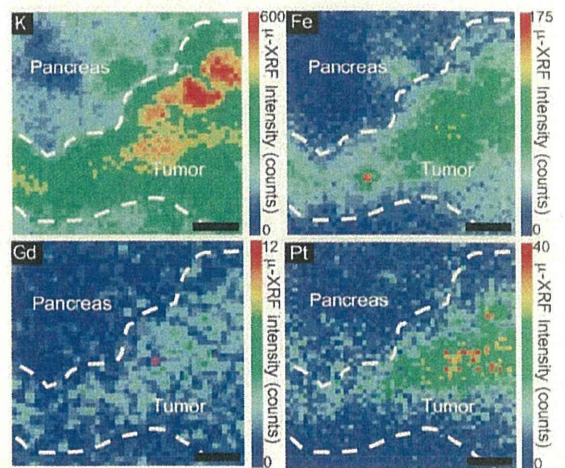 K
600
Pancreas
Tumor
0
μ-XRF Intensity (counts)
Fe
175
Pancreas
Tumor
0
μ-XRF Intensity (counts)
Gd
12
Pancreas
Tumor
0
μ-XRF intensity (counts)
Pt
40
Pancreas
Tumor
0
μ-XRF Intensity (counts)